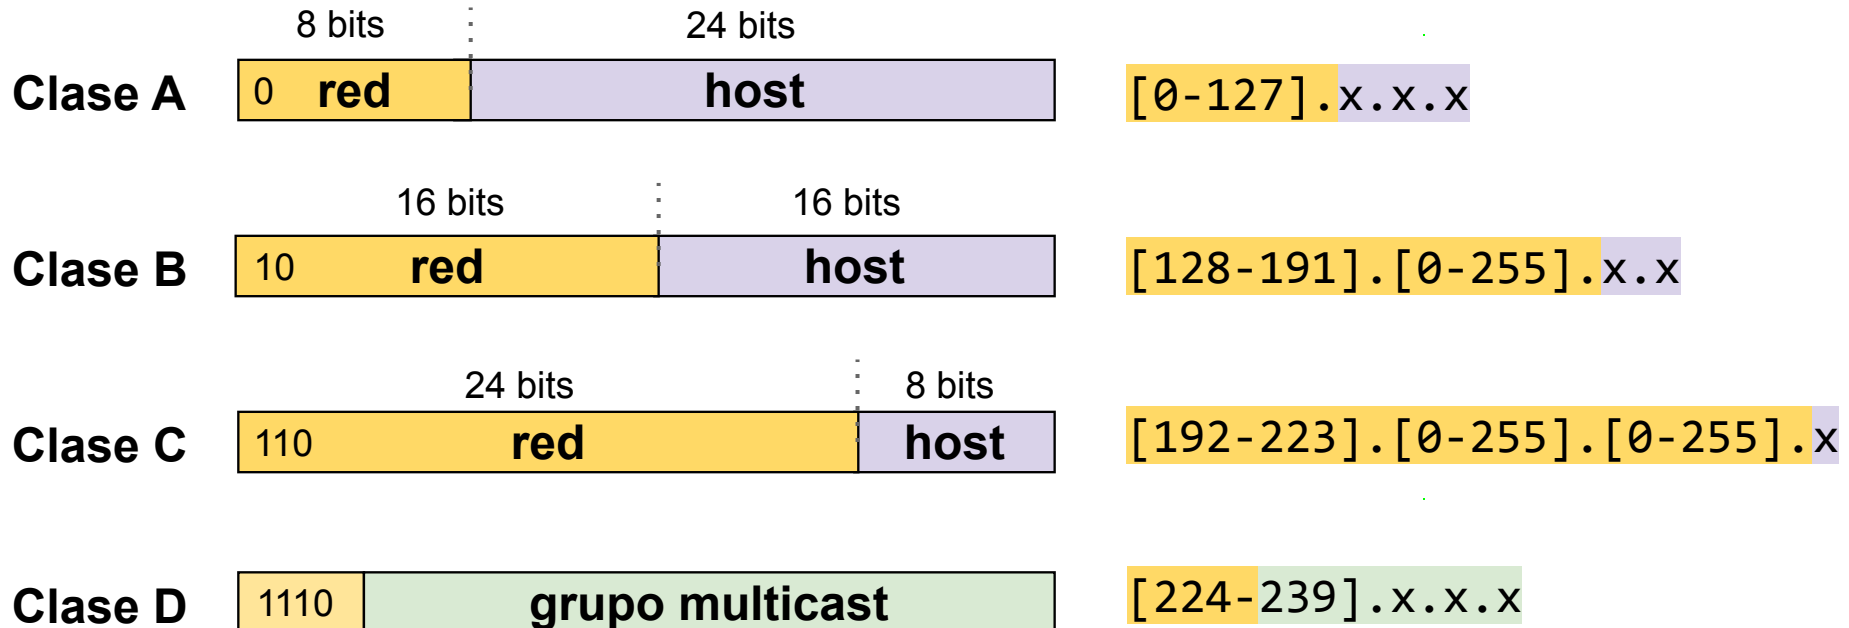 8 bits 24 bits
Clase A 0 red host [0-127].x.x.x
16 bits 16 bits
Clase B 10 red host [128-191].[0-255].x.x
24 bits 8 bits
Clase C 110 red host [192-223].[0-255].[0-255].x
Clase D 1110 grupo multicast [224-239].x.x.x